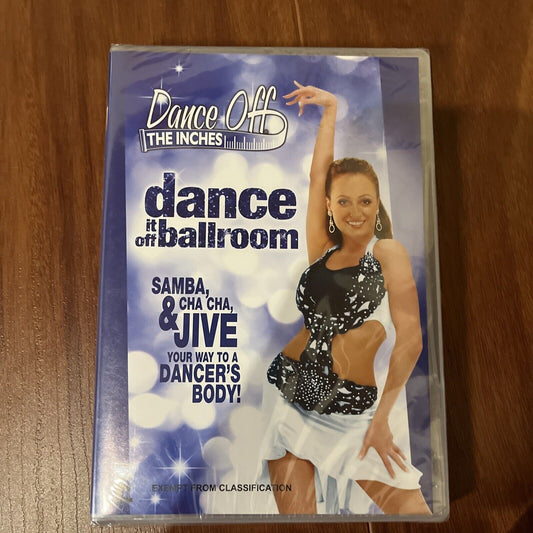 Dance Off
THE INCHES
dance
it
off ballroom
SAMBA,
CHA CHA,
& JIVE
YOUR WAY TO A
DANCER'S
BODY!
EXEMPT FROM CLASSIFICATION